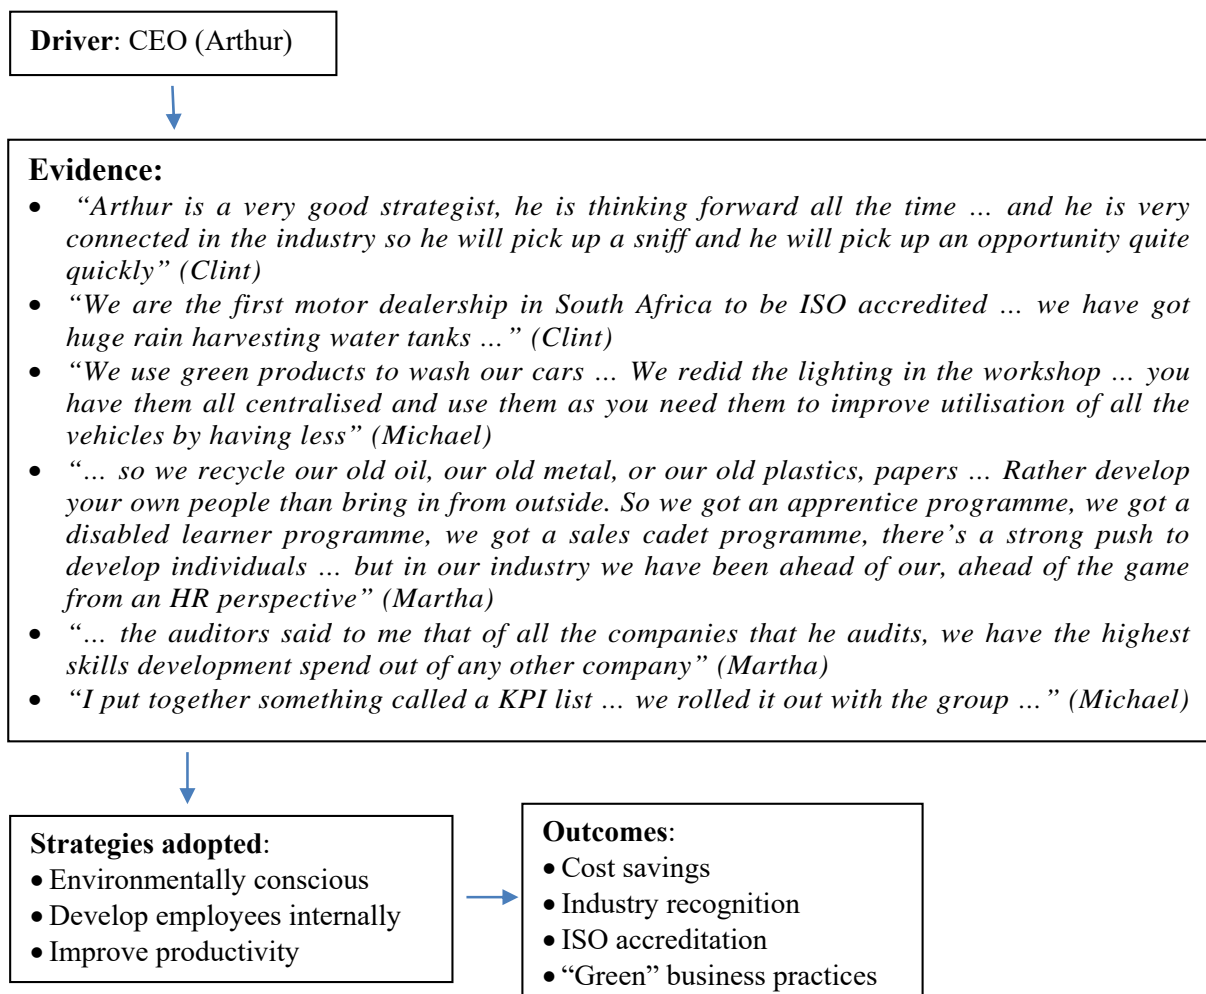 Driver: CEO (Arthur)
Evidence:
• “Arthur is a very good strategist, he is thinking forward all the time … and he is very
connected in the industry so he will pick up a sniff and he will pick up an opportunity quite
quickly” (Clint)
• “We are the first motor dealership in South Africa to be ISO accredited … we have got
huge rain harvesting water tanks …” (Clint)
• “We use green products to wash our cars … We redid the lighting in the workshop … you
have them all centralised and use them as you need them to improve utilisation of all the
vehicles by having less” (Michael)
• “… so we recycle our old oil, our old metal, or our old plastics, papers … Rather develop
your own people than bring in from outside. So we got an apprentice programme, we got a
disabled learner programme, we got a sales cadet programme, there’s a strong push to
develop individuals … but in our industry we have been ahead of our, ahead of the game
from an HR perspective” (Martha)
• “… the auditors said to me that of all the companies that he audits, we have the highest
skills development spend out of any other company” (Martha)
• “I put together something called a KPI list … we rolled it out with the group …” (Michael)
Strategies adopted:
• Environmentally conscious
• Develop employees internally
• Improve productivity
Outcomes:
• Cost savings
• Industry recognition
• ISO accreditation
• “Green” business practices